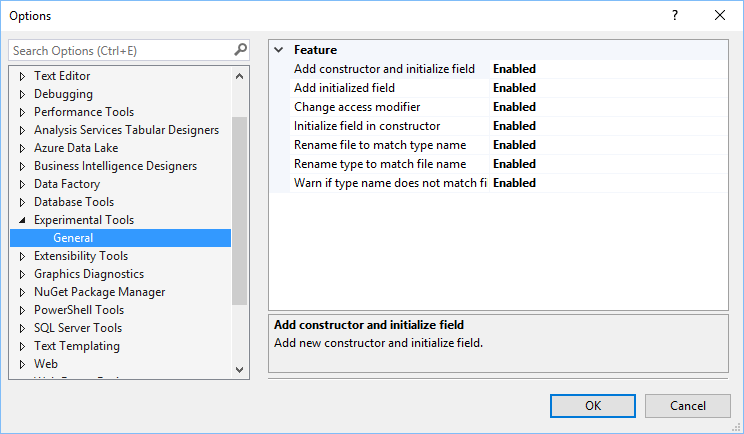 Options
?
Search Options (Ctrl+E)
Text Editor
Debugging
Performance Tools
Analysis Services Tabular Designers
Azure Data Lake
Business Intelligence Designers
Data Factory
Database Tools
Experimental Tools
General
Extensibility Tools
Graphics Diagnostics
NuGet Package Manager
PowerShell Tools
SQL Server Tools
Text Templating
Web
Feature
Add constructor and initialize field Enabled
Add initialized field Enabled
Change access modifier Enabled
Initialize field in constructor Enabled
Rename file to match type name Enabled
Rename type to match file name Enabled
Warn if type name does not match fi Enabled
Add constructor and initialize field
Add new constructor and initialize field.
OK Cancel